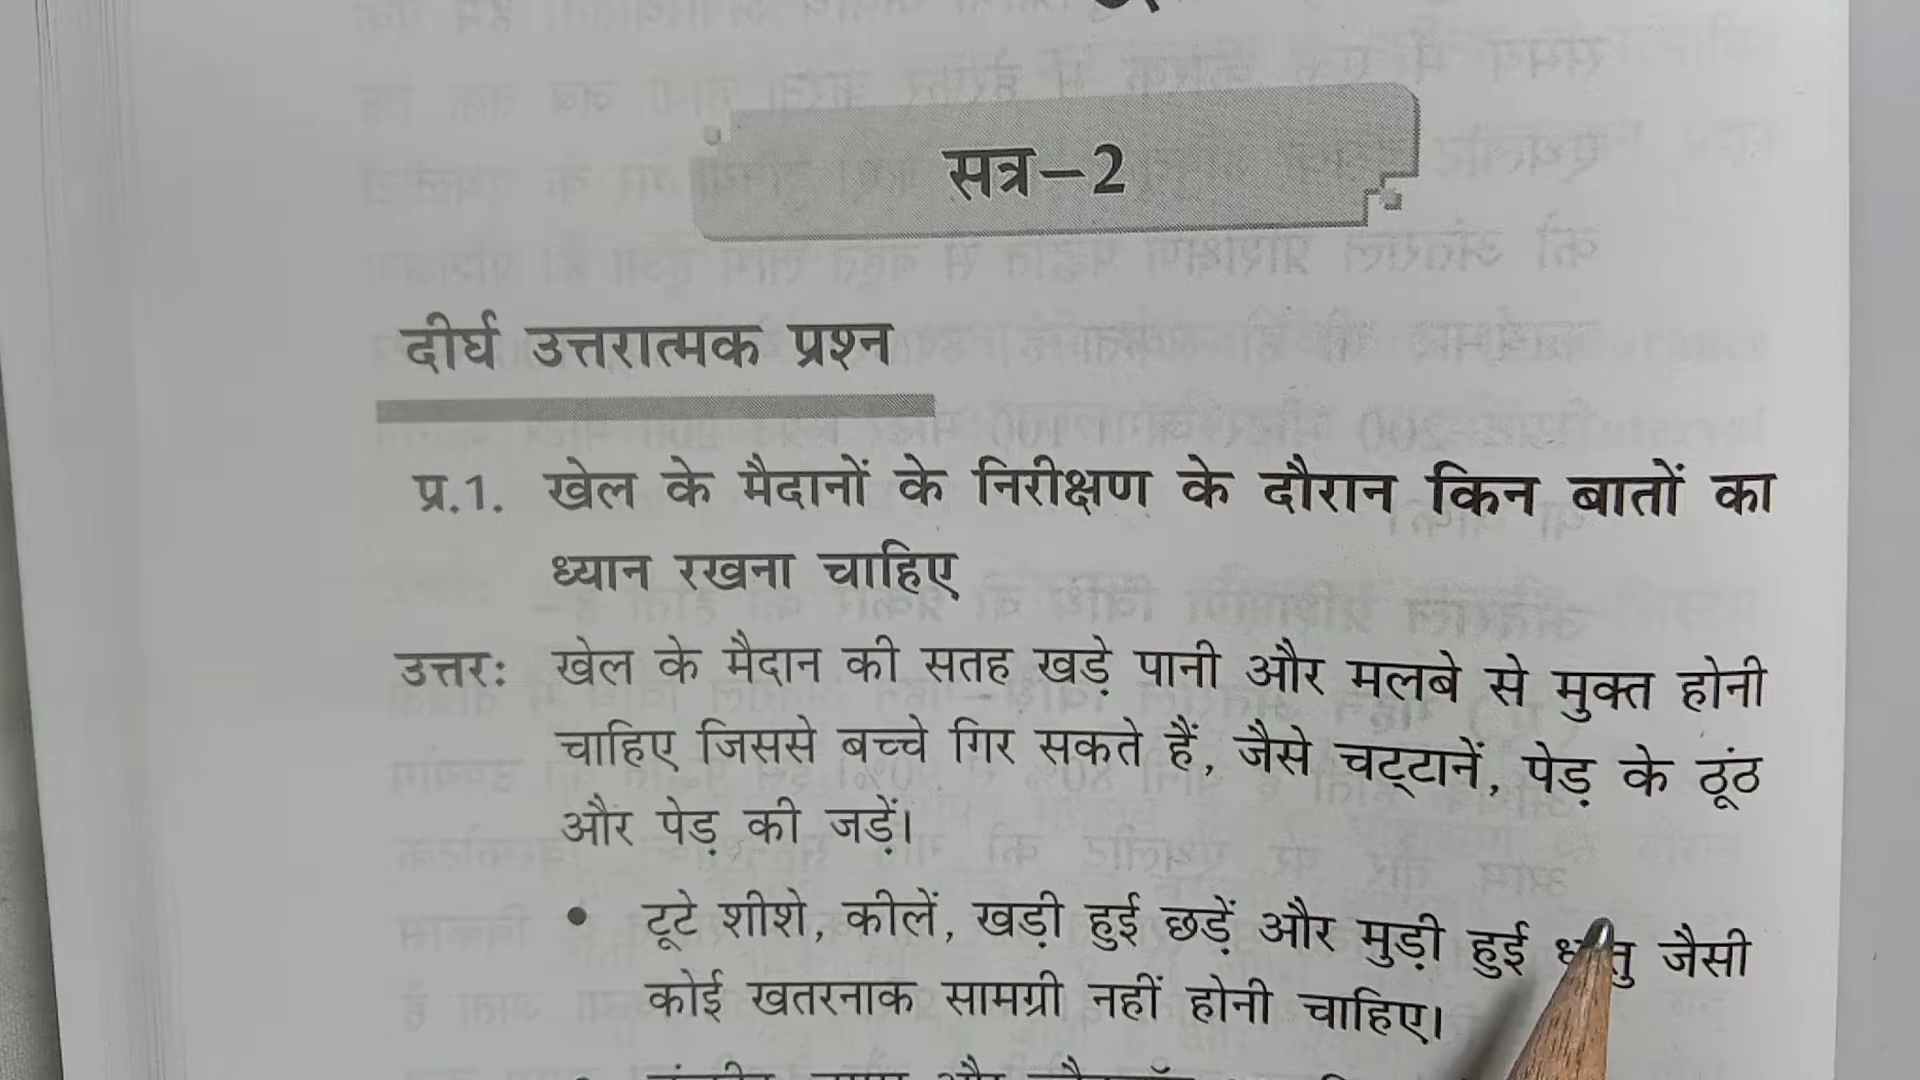 सत्र–2
दीर्घ उत्तरात्मक प्रश्न
प्र.1. खेल के मैदानों के निरीक्षण के दौरान किन बातों का
ध्यान रखना चाहिए
उत्तरः खेल के मैदान की सतह खड़े पानी और मलबे से मुक्त होनी
चाहिए जिससे बच्चे गिर सकते हैं, जैसे चट्टानें, पेड़ के ठूंठ
और पेड़ की जड़ें।
• टूटे शीशे, कीलें, खड़ी हुई छड़ें और मुड़ी हुई जैसी
कोई खतरनाक सामग्री नहीं होनी चाहिए।